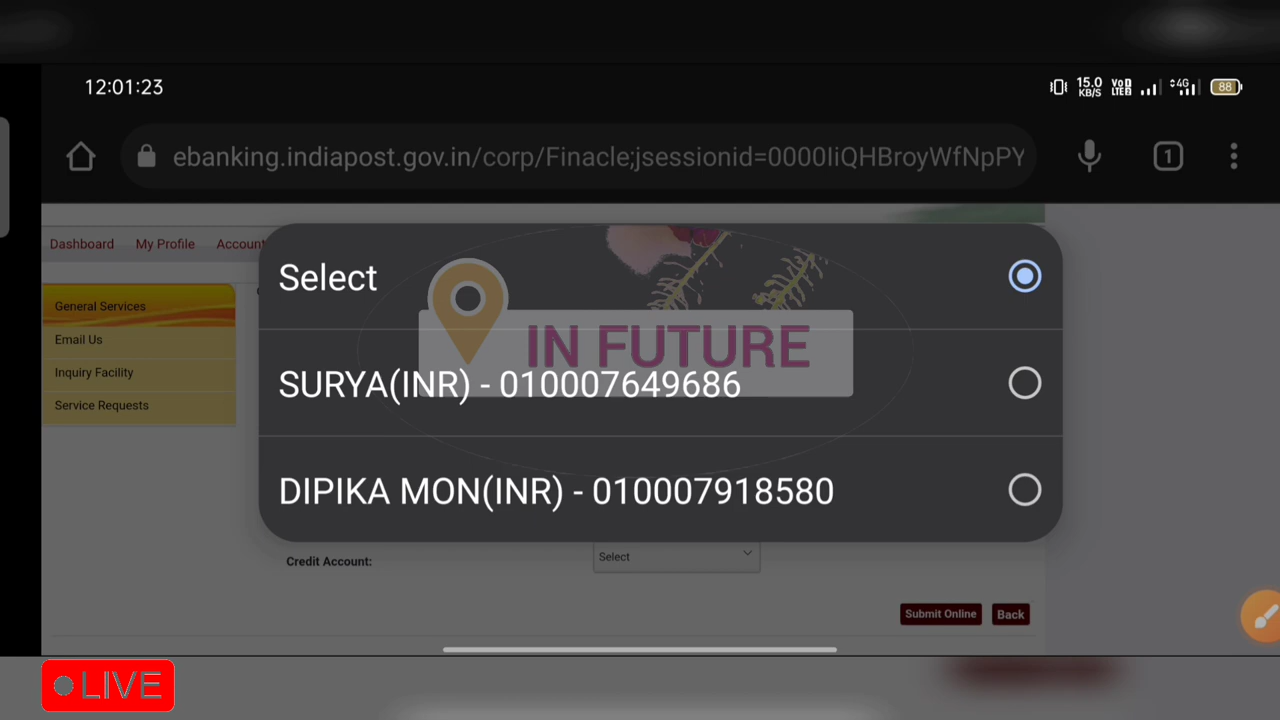 12:01:23
15.0 KB/S VoD LTE 4G 88
ebanking.indiapost.gov.in/corp/Finacle;jsessionid=0000IiQHBroyWfNpPY
1
Dashboard My Profile Account
Select
General Services
IN FUTURE
Email Us
Inquiry Facility
SURYA(INR) - 010007649686
Service Requests
DIPIKA MON(INR) - 010007918580
Credit Account: Select
Submit Online Back
LIVE